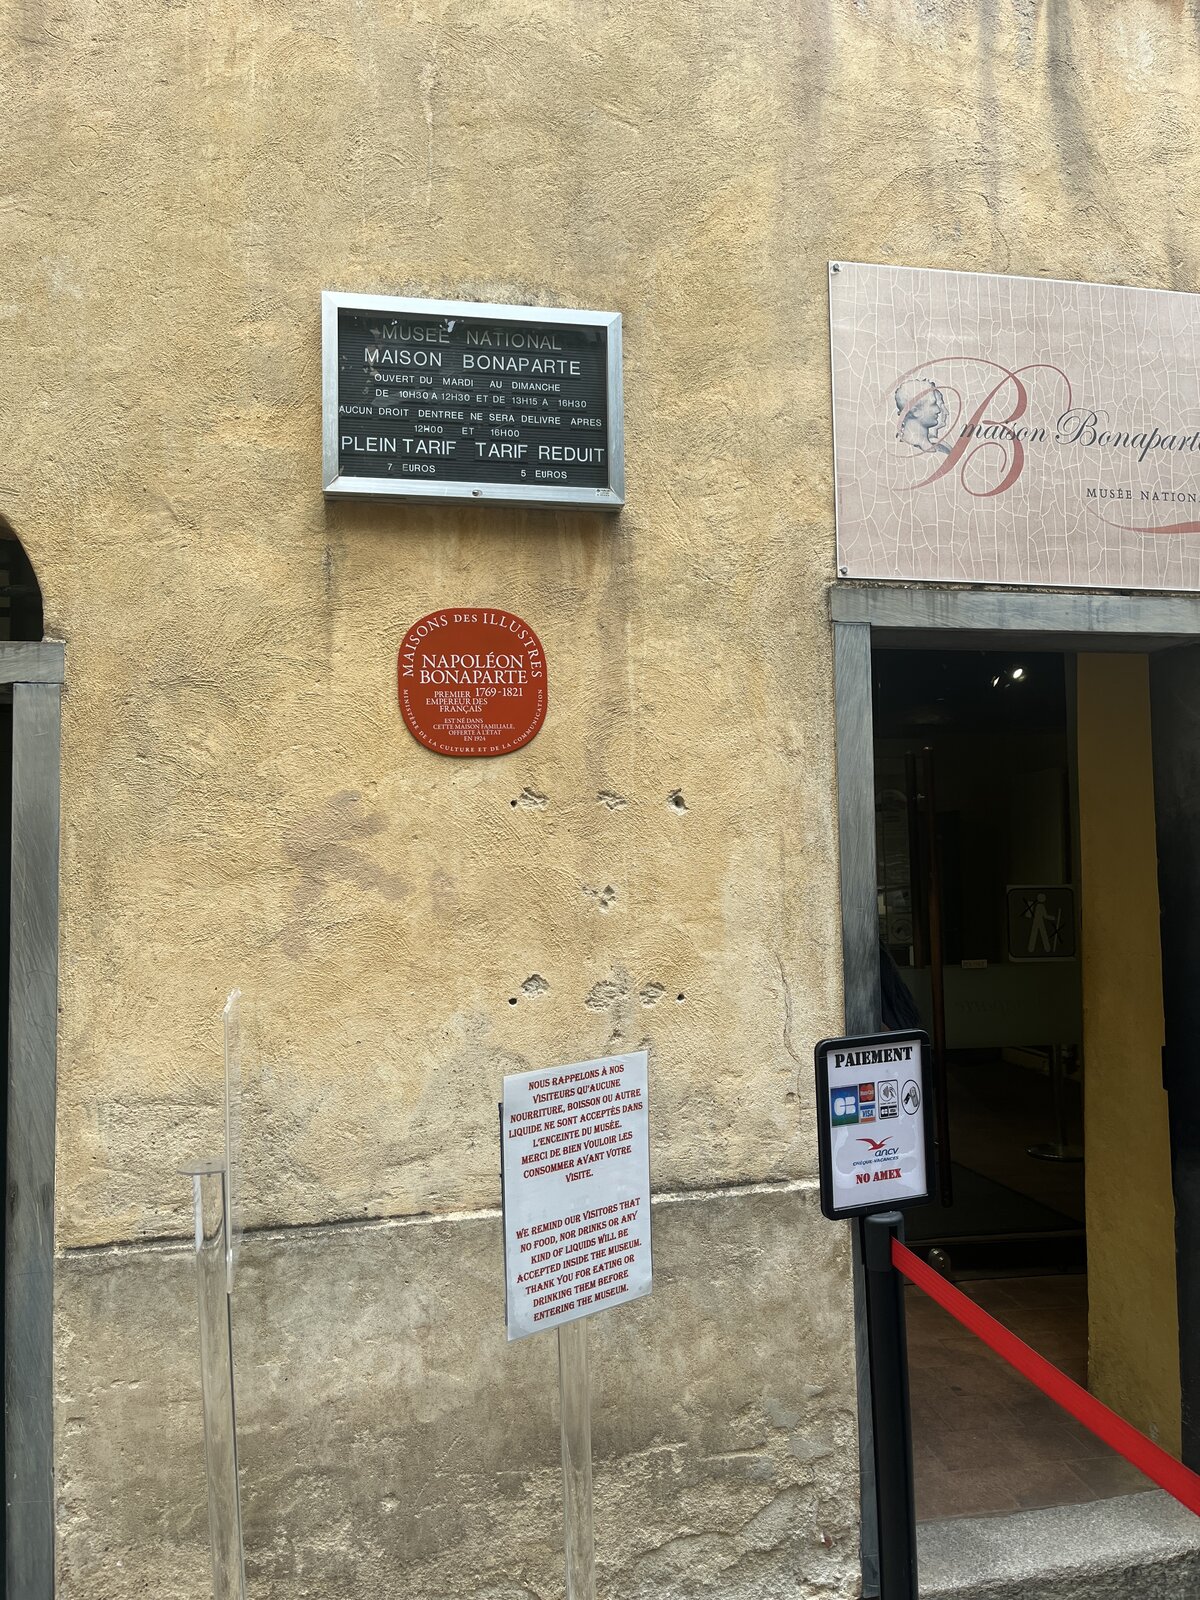 MUSEE NATIONAL
MAISON BONAPARTE
OUVERT DU MARDI AU DIMANCHE
DE 10H30 A 12H30 ET DE 13H15 A 16H30
AUCUN DROIT DENTREE NE SERA DELIVRE APRES
12H00 ET 16H00
PLEIN TARIF TARIF REDUIT
7 EUROS 5 EUROS
B
maison Bonaparte
MUSÉE NATIONA
MAISONS DES ILLUSTRES
NAPOLÉON
BONAPARTE
PREMIER 1769-1821
EMPEREUR DES
FRANÇAIS
EST NÉ DANS
CETTE MAISON FAMILIALE,
OFFERTE À L'ÉTAT
EN 1924
MINISTÈRE DE LA CULTURE ET DE LA COMMUNICATION
NOUS RAPPELONS À NOS
VISITEURS QU'AUCUNE
NOURRITURE, BOISSON OU AUTRE
LIQUIDE NE SONT ACCEPTÉS DANS
L'ENCEINTE DU MUSÉE.
MERCI DE BIEN VOULOIR LES
CONSOMMER AVANT VOTRE
VISITE.
WE REMIND OUR VISITORS THAT
NO FOOD, NOR DRINKS OR ANY
KIND OF LIQUIDS WILL BE
ACCEPTED INSIDE THE MUSEUM.
THANK YOU FOR EATING OR
DRINKING THEM BEFORE
ENTERING THE MUSEUM.
PAIEMENT
CB
VISA
ancv
CHÈQUE-VACANCES
NO AMEX